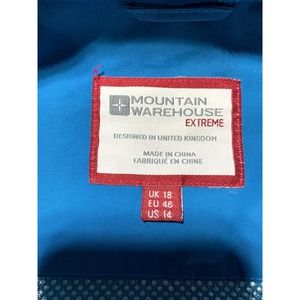 MOUNTAIN
WAREHOUSE
EXTREME
DESIGNED IN UNITED KINGDOM
MADE IN CHINA
FABRIQUÉ EN CHINE
UK 18
EU 46
US 14